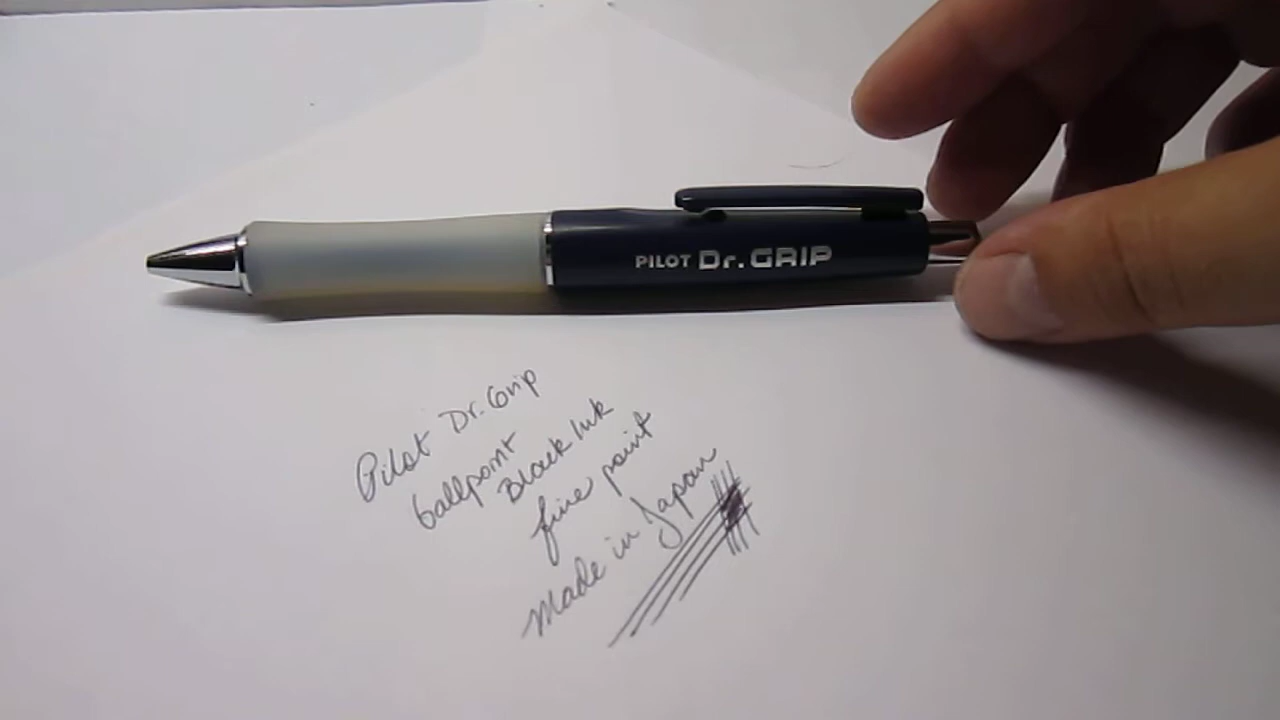 PILOT Dr. GRIP
Pilot Dr. Grip
ballpoint
Black Ink
fine point
Made in Japan